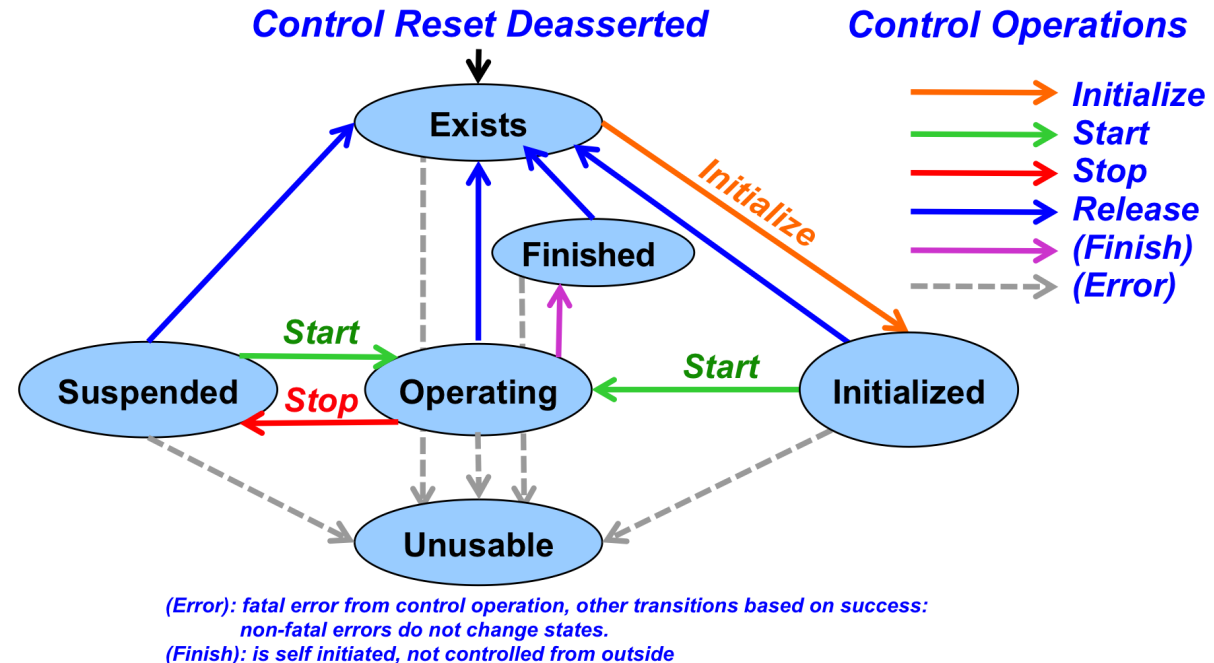 Control Reset Deasserted
Control Operations
Initialize
Start
Stop
Release
(Finish)
(Error)
Exists
Initialize
Finished
Start
Start
Suspended
Operating
Initialized
Stop
Unusable
(Error): fatal error from control operation, other transitions based on success:
non-fatal errors do not change states.
(Finish): is self initiated, not controlled from outside